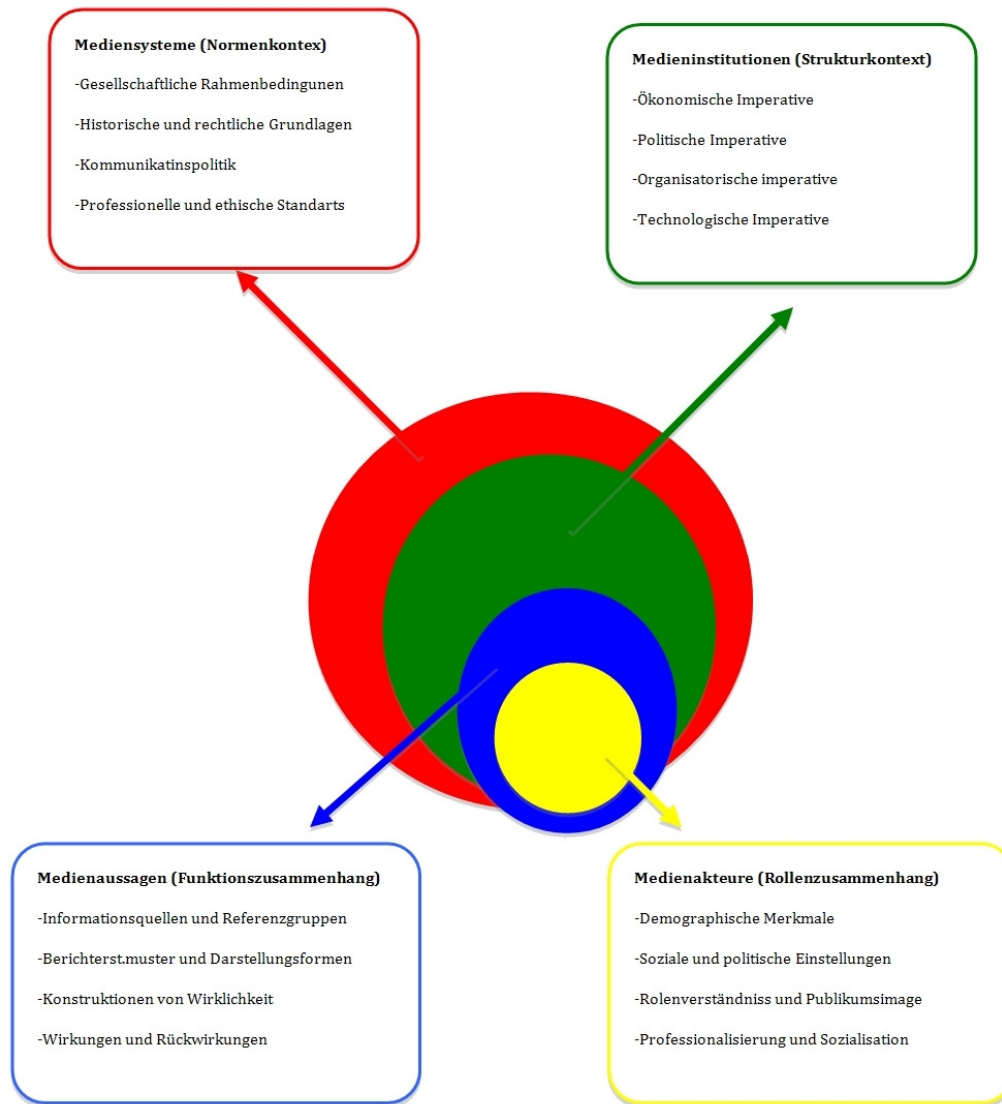 Mediensysteme (Normenkontex)
-Gesellschaftliche Rahmenbedingunen
-Historische und rechtliche Grundlagen
-Kommunikatinspolitik
-Professionelle und ethische Standarts
Medieninstitutionen (Strukturkontext)
-Ökonomische Imperative
-Politische Imperative
-Organisatorische imperative
-Technologische Imperative
Medienaussagen (Funktionszusammenhang)
-Informationsquellen und Referenzgruppen
-Berichterst.muster und Darstellungsformen
-Konstruktionen von Wirklichkeit
-Wirkungen und Rückwirkungen
Medienakteure (Rollenzusammenhang)
-Demographische Merkmale
-Soziale und politische Einstellungen
-Rolenverständniss und Publikumsimage
-Professionalisierung und Sozialisation